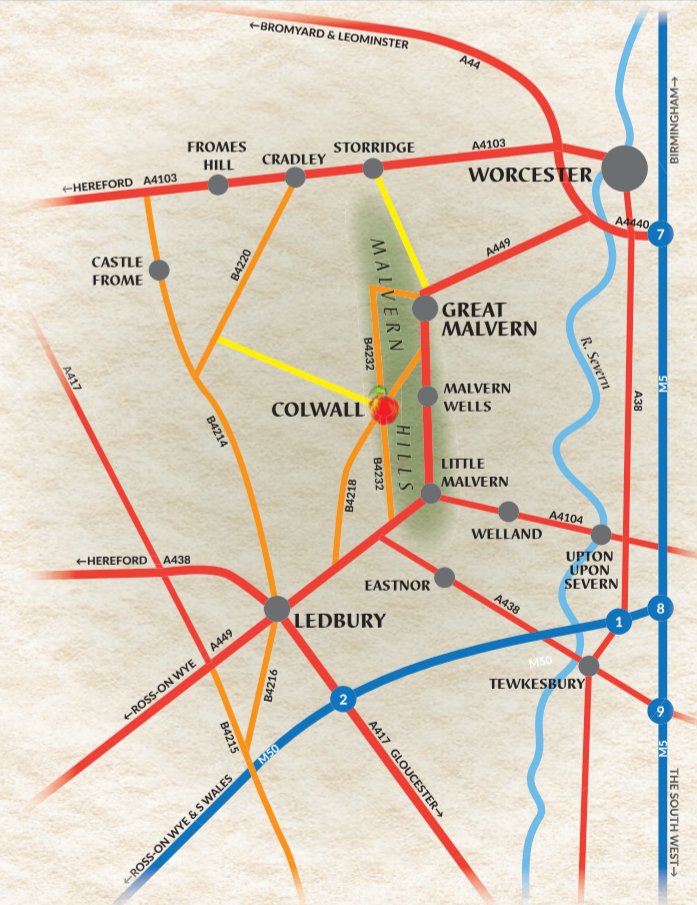 ←BROMYARD & LEOMINSTER
A44
BIRMINGHAM→
FROMES
HILL
CRADLEY
STORRIDGE
A4103
WORCESTER
←HEREFORD
A4103
A4440
7
A449
CASTLE
FROME
B4220
MALVERN
HILLS
GREAT
MALVERN
R. Severn
B4232
A417
M5
MALVERN
WELLS
A38
COLWALL
B4214
LITTLE
MALVERN
B4218
B4232
WELLAND
A4104
UPTON
UPON
SEVERN
←HEREFORD
A438
EASTNOR
A438
8
1
LEDBURY
A449
M50
TEWKESBURY
←ROSS-ON WYE
B4216
2
9
B4215
M50
A417
GLOUCESTER→
M5
←ROSS-ON WYE & S WALES
THE SOUTH WEST→